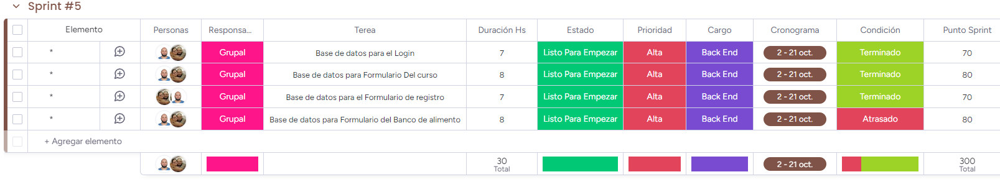 Sprint #5
Elemento Personas Responsa... Terea Duración Hs Estado Prioridad Cargo Cronograma Condición Punto Sprint
* Grupal Base de datos para el Login 7 Listo Para Empezar Alta Back End 2 - 21 oct. Terminado 70
* Grupal Base de datos para Formulario Del curso 8 Listo Para Empezar Alta Back End 2 - 21 oct. Terminado 80
* Grupal Base de datos para el Formulario de registro 7 Listo Para Empezar Alta Back End 2 - 21 oct. Terminado 70
* Grupal Base de datos para Formulario del Banco de alimento 8 Listo Para Empezar Alta Back End 2 - 21 oct. Atrasado 80
+ Agregar elemento
30 2 - 21 oct. 300
Total Total